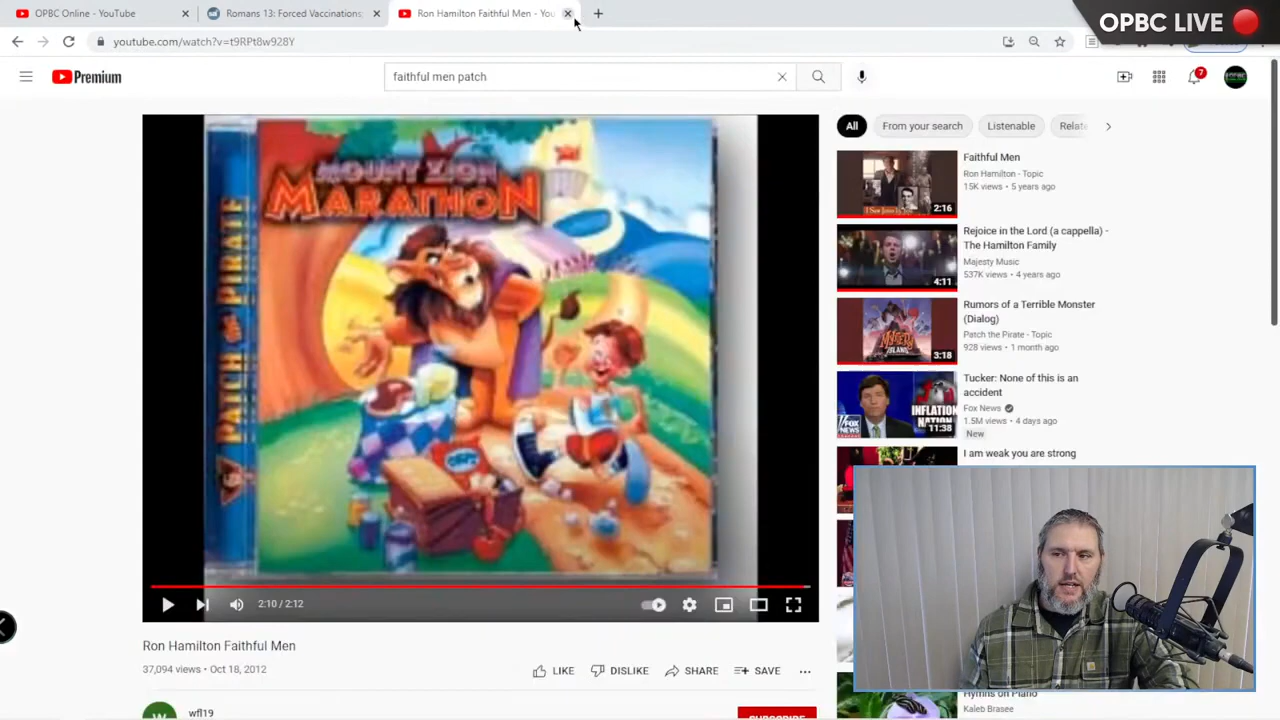 OPBC Online - YouTube
Romans 13: Forced Vaccinations
Ron Hamilton Faithful Men - You
OPBC LIVE
youtube.com/watch?v=t9RPt8w928Y
Premium
faithful men patch
7
All
From your search
Listenable
Relate
MOUNT ZION
MARATHON
PATCH the PIRATE
Faithful Men
Ron Hamilton - Topic
15K views • 5 years ago
2:16
Rejoice in the Lord (a cappella) -
The Hamilton Family
Majesty Music
537K views • 4 years ago
4:11
Rumors of a Terrible Monster
(Dialog)
Patch the Pirate - Topic
928 views • 1 month ago
3:18
Tucker: None of this is an
accident
Fox News
1.5M views • 4 days ago
New
INFLATION
NATION
11:38
I am weak you are strong
2:10 / 2:12
Ron Hamilton Faithful Men
37,094 views • Oct 18, 2012
LIKE
DISLIKE
SHARE
SAVE
wfl19
SUBSCRIBE
Hymns on Piano
Kaleb Brasee